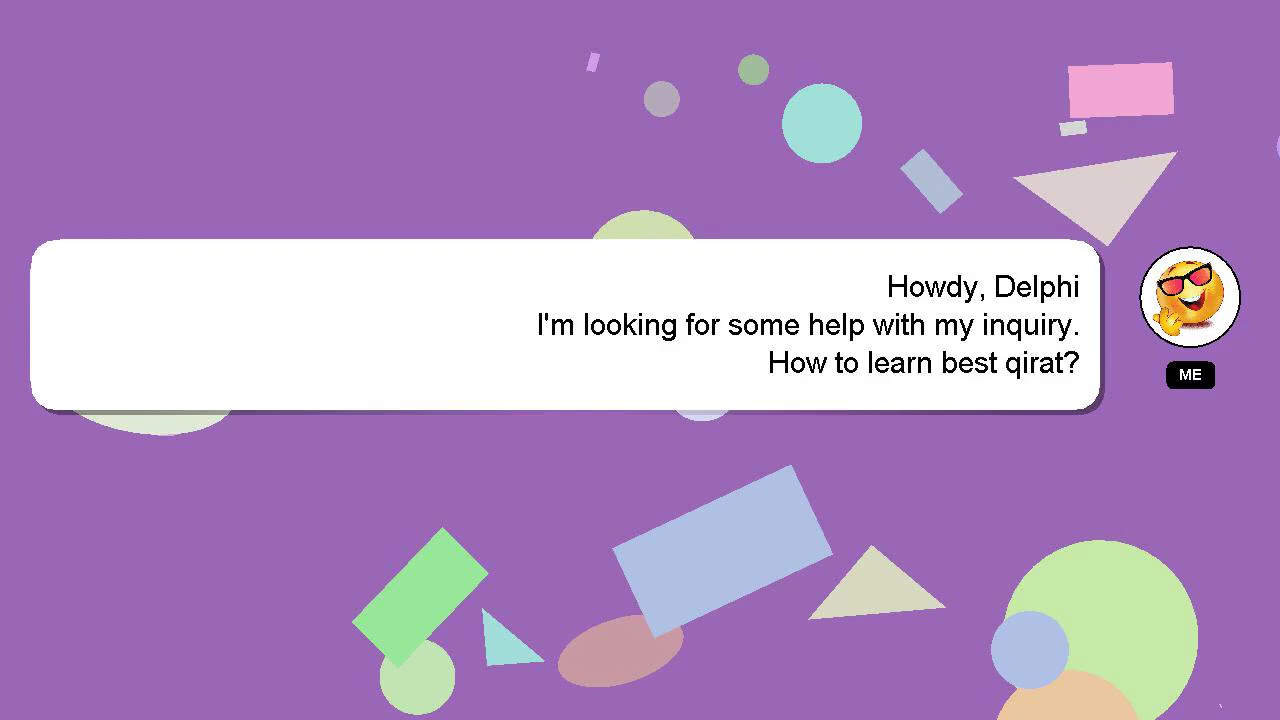 Howdy, Delphi
I'm looking for some help with my inquiry.
How to learn best qirat?
ME